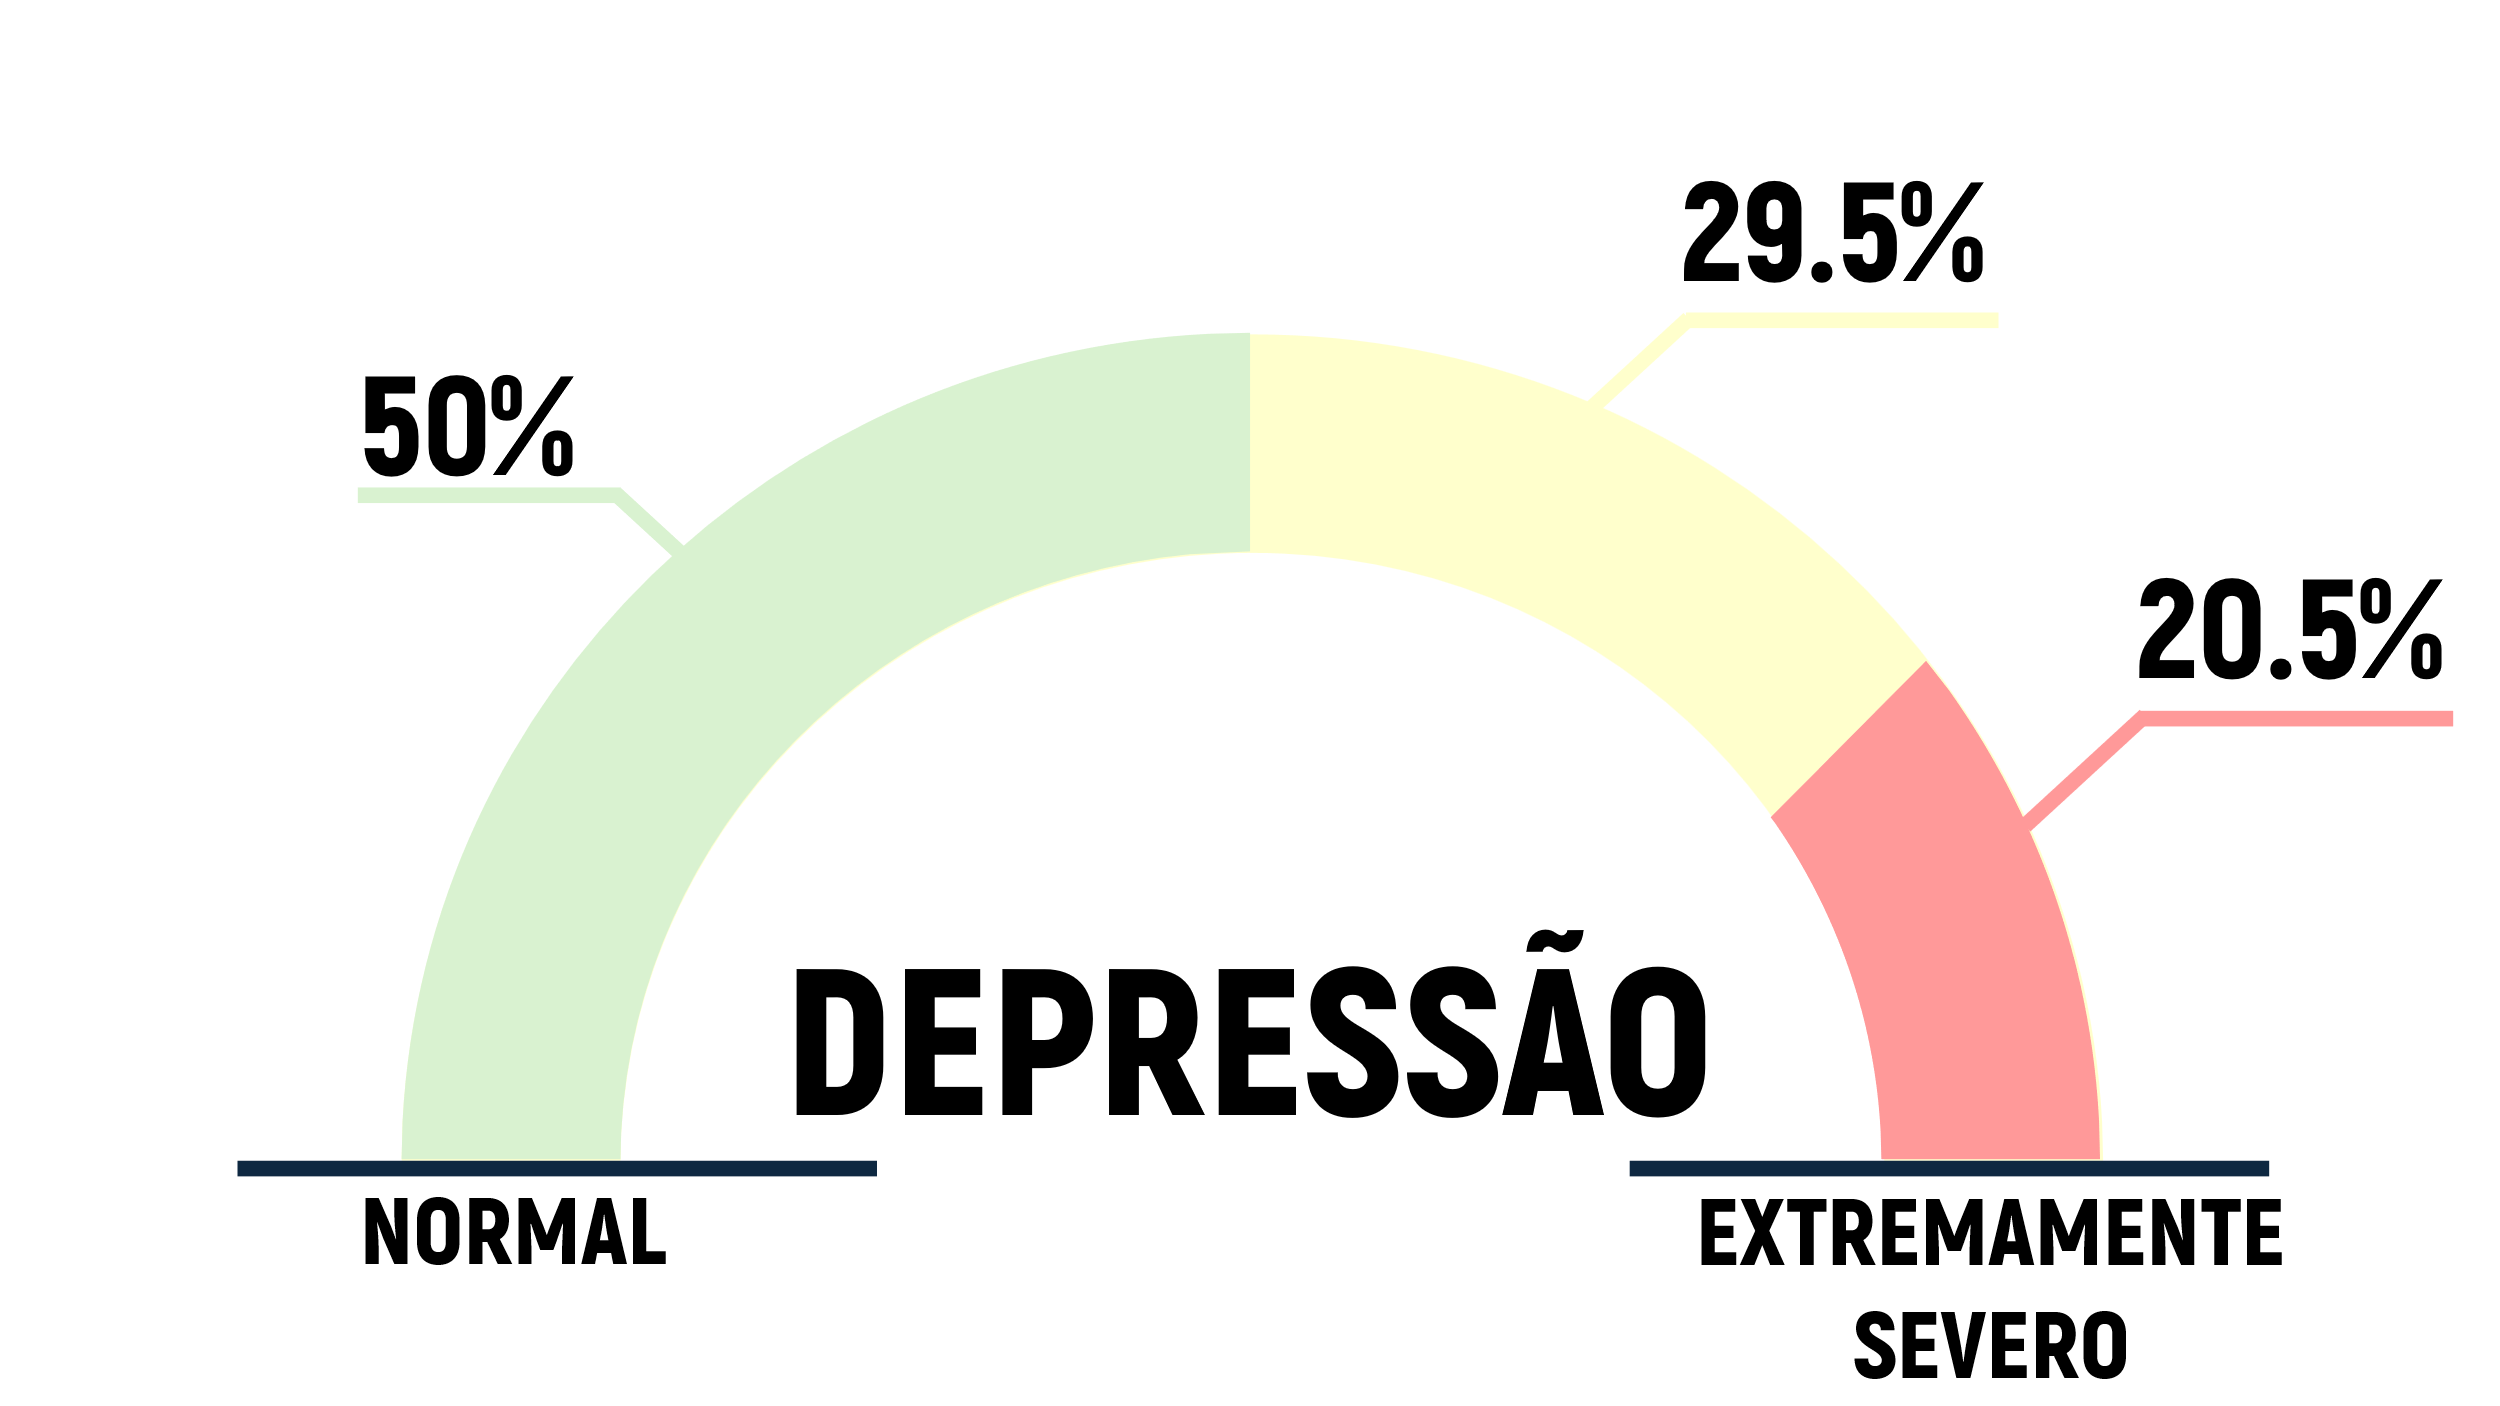 29.5%
50%
20.5%
DEPRESSÃO
NORMAL
EXTREMAMENTE
SEVERO